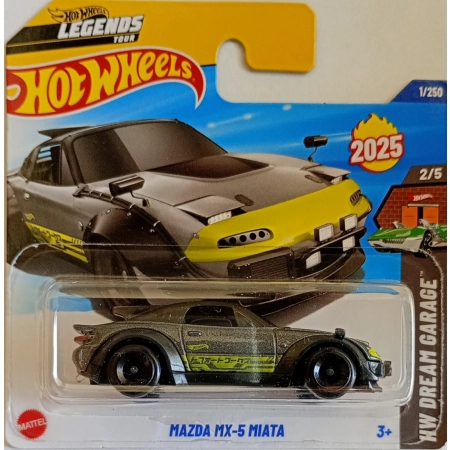 Hot Wheels
LEGENDS
TOUR
Hot Wheels
1/250
2025
2/5
HW DREAM GARAGE™
MATTEL
MAZDA MX-5 MIATA
3+